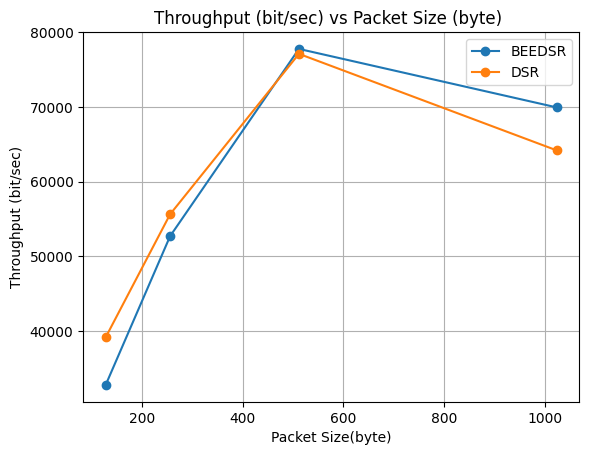 Throughput (bit/sec) vs Packet Size (byte)
80000
70000
60000
50000
40000
Throughput (bit/sec)
BEEDSR
DSR
200
400
600
800
1000
Packet Size(byte)